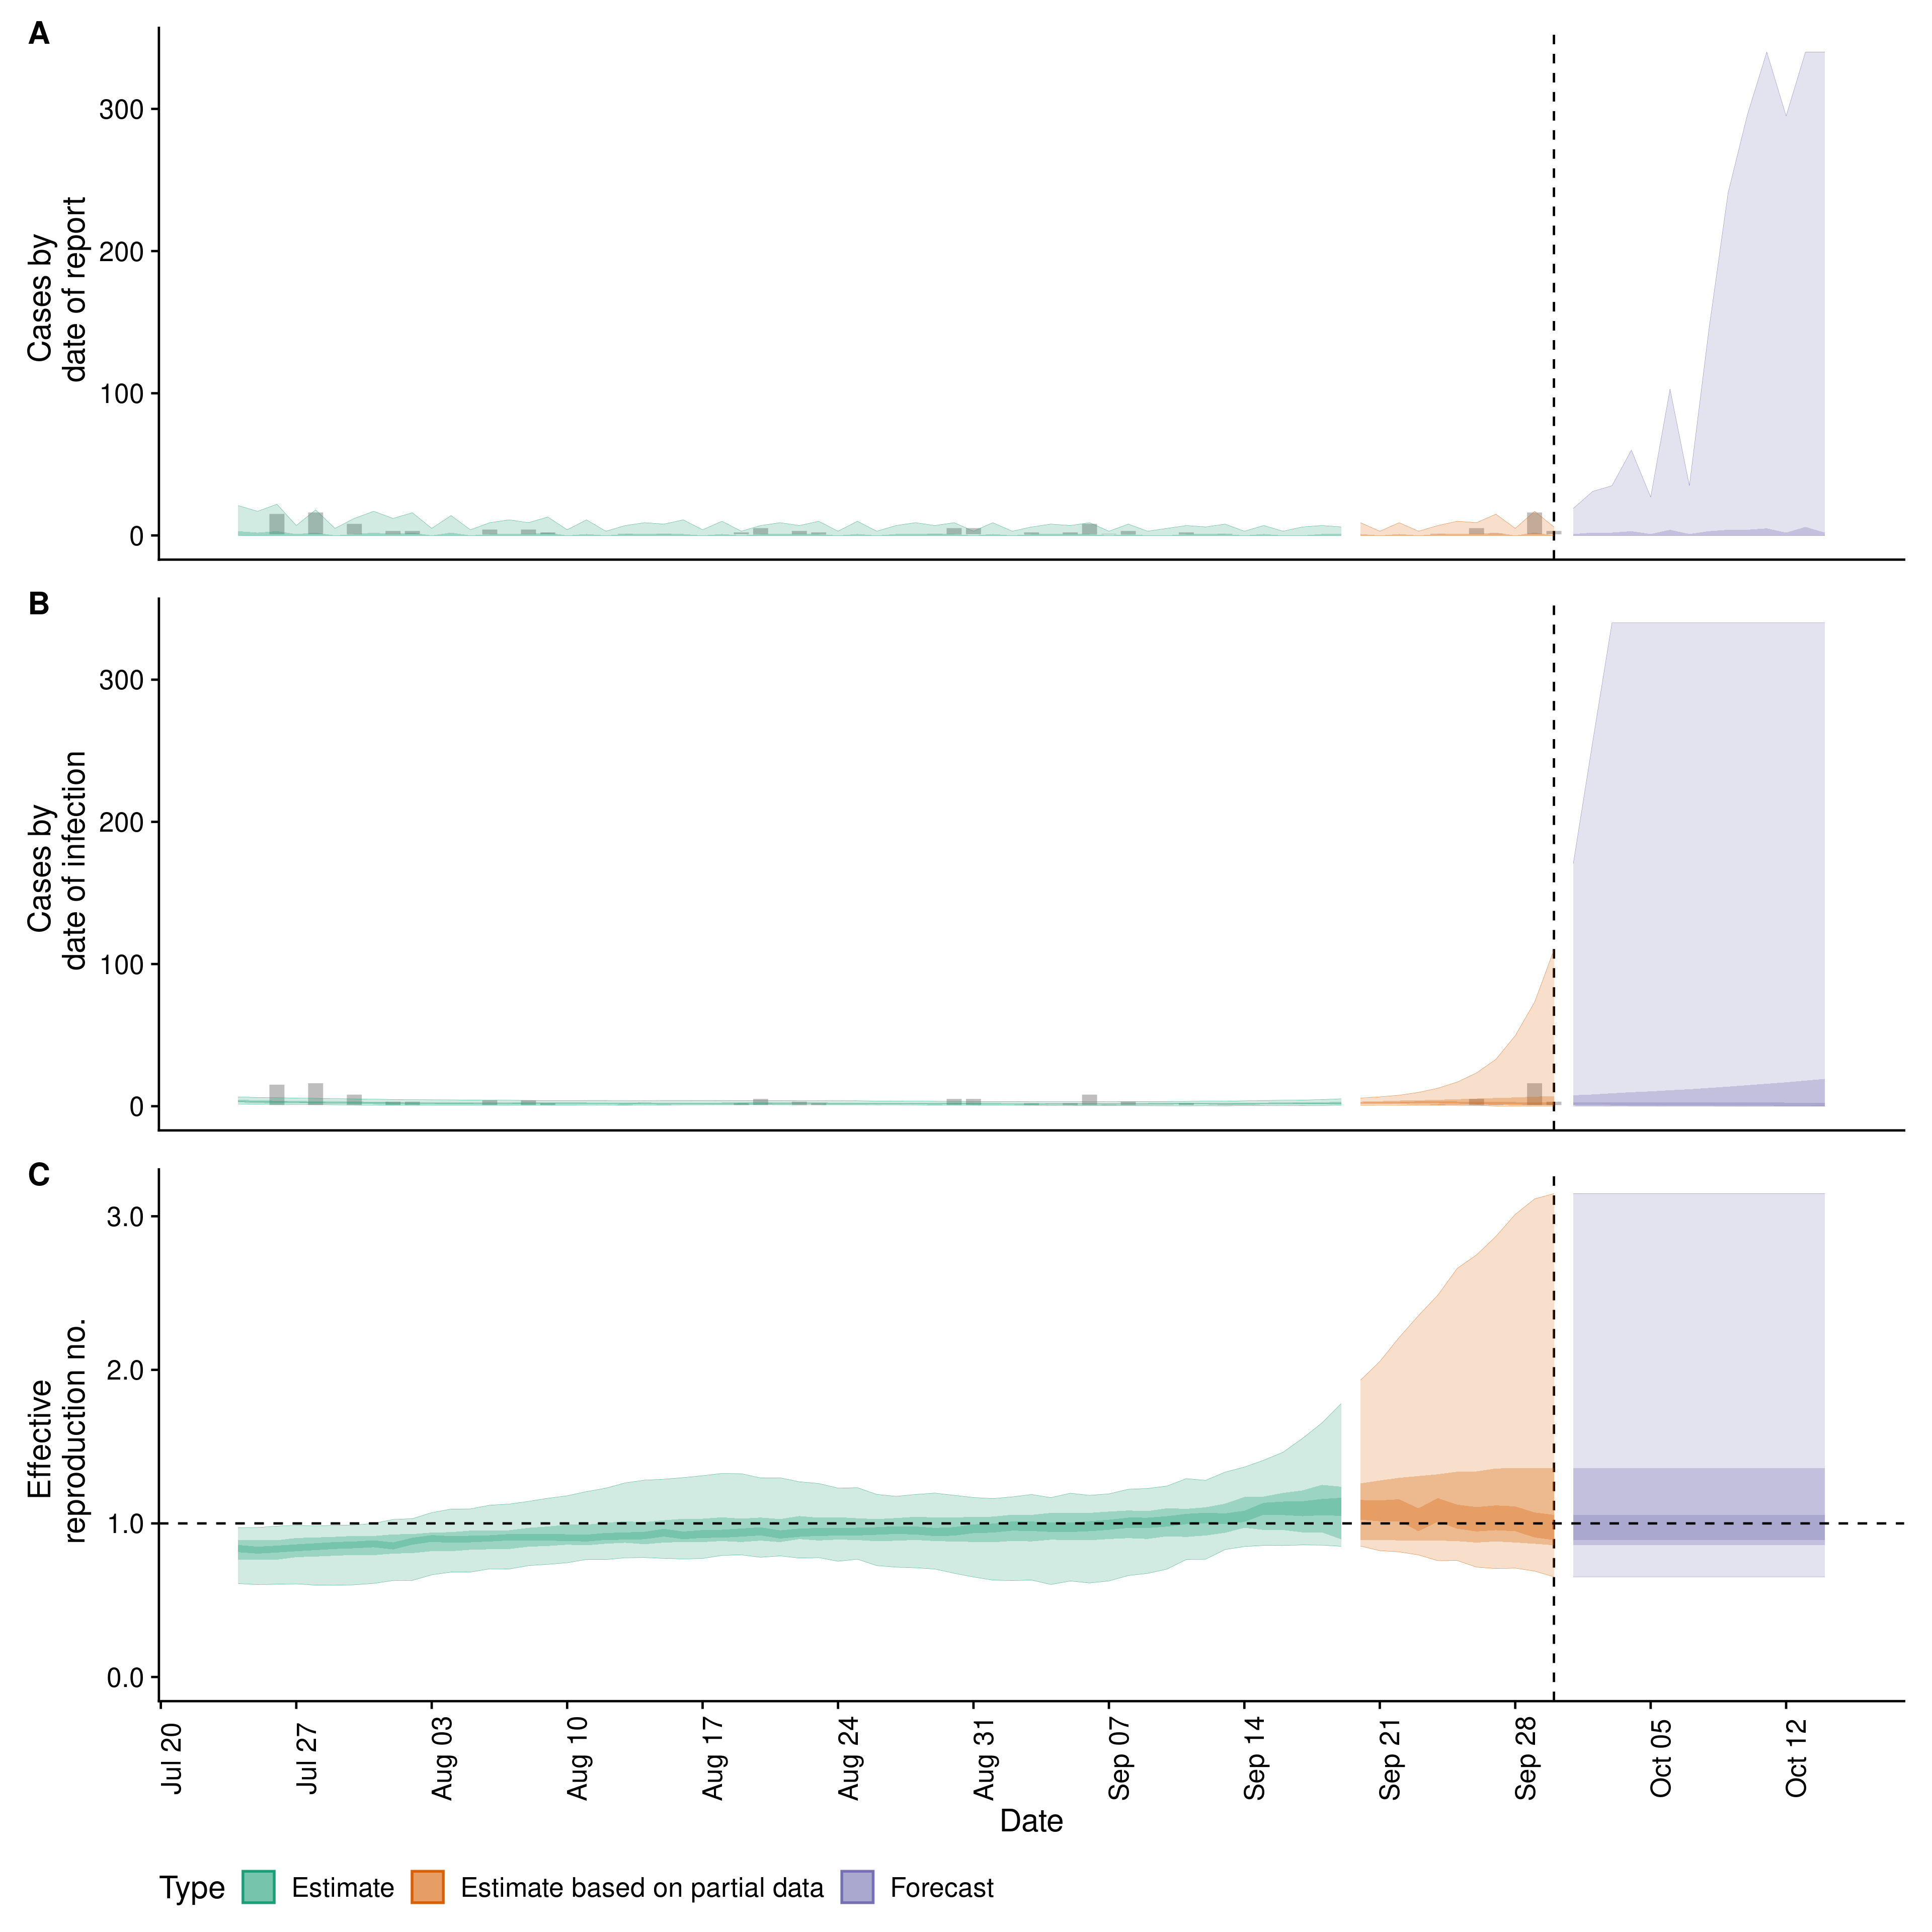 A
300
200
100
0
Cases by
date of report
B
300
200
100
0
Cases by
date of infection
C
3.0
2.0
1.0
0.0
Effective
reproduction no.
Jul 20
Jul 27
Aug 03
Aug 10
Aug 17
Aug 24
Aug 31
Sep 07
Sep 14
Sep 21
Sep 28
Oct 05
Oct 12
Date
Type Estimate Estimate based on partial data Forecast